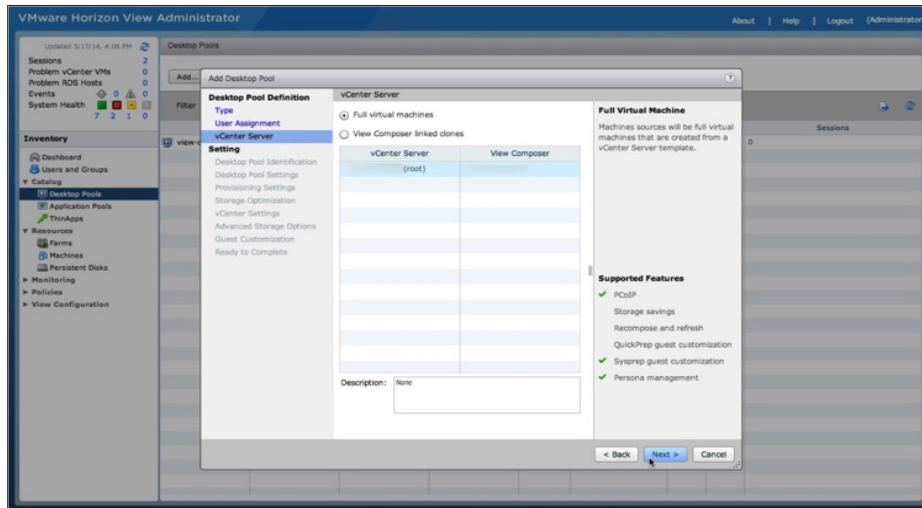 VMware Horizon View Administrator
About | Help | Logout (Administrator
Updated 3/17/14, 4:06 PM
Sessions 2
Problem vCenter VMs 0
Problem RDS Hosts 0
Events 0 0
System Health
7 2 1 0
Inventory
Dashboard
Users and Groups
Catalog
Desktop Pools
Application Pools
ThinApps
Resources
Farms
Machines
Persistent Disks
Monitoring
Policies
View Configuration
Desktop Pools
Add...
Filter
Sessions
0
Add Desktop Pool
?
Desktop Pool Definition
Type
User Assignment
vCenter Server
Setting
Desktop Pool Identification
Desktop Pool Settings
Provisioning Settings
Storage Optimization
vCenter Settings
Advanced Storage Options
Guest Customization
Ready to Complete
vCenter Server
Full virtual machines
View Composer linked clones
vCenter Server View Composer
(root)
Description: None
Full Virtual Machine
Machines sources will be full virtual
machines that are created from a
vCenter Server template.
Supported Features
PCoIP
Storage savings
Recompose and refresh
QuickPrep guest customization
Sysprep guest customization
Persona management
< Back Next > Cancel